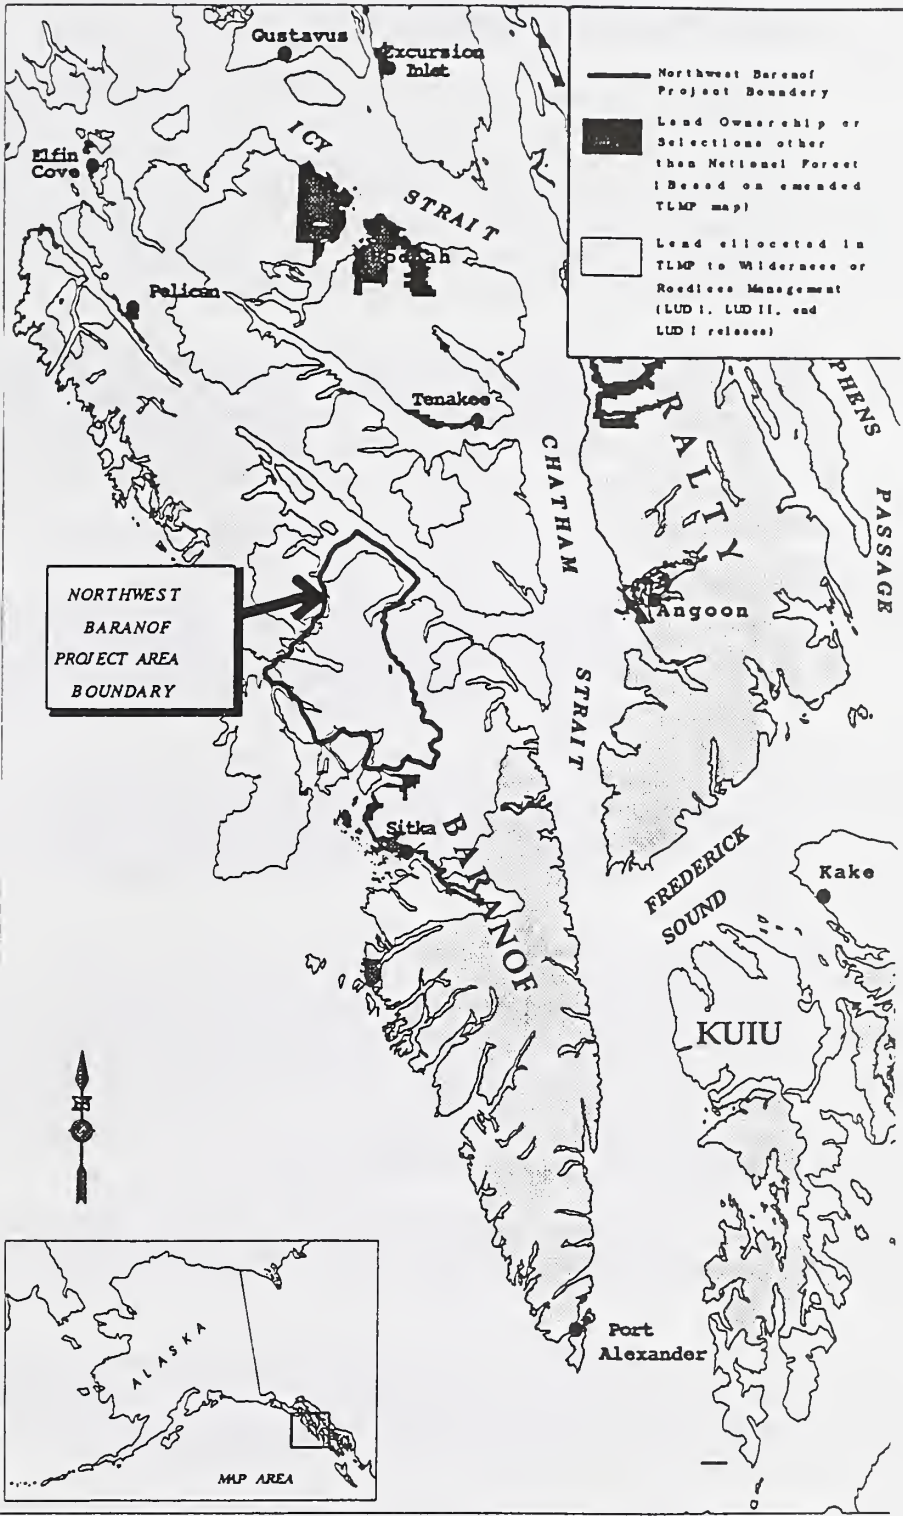 Gustavus
Excursion
Inlet
Elfin
Cove
ICY
STRAIT
Pelican
Tenakee
Northwest Baranof
Project Boundary
Land Ownership or
Selections other
than National Forest
(Based on emended
TLMP map)
Land allocated in
TLMP to Wilderness or
Roadless Management
(LUD I, LUD II, and
LUD I release)
RALTY
PHENS
PASSAGE
CHATHAM
STRAIT
Angoon
NORTHWEST
BARANOF
PROJECT AREA
BOUNDARY
Sitka
BARANOF
FREDERICK
SOUND
Kake
KUIU
N
Port
Alexander
ALASKA
MAP AREA